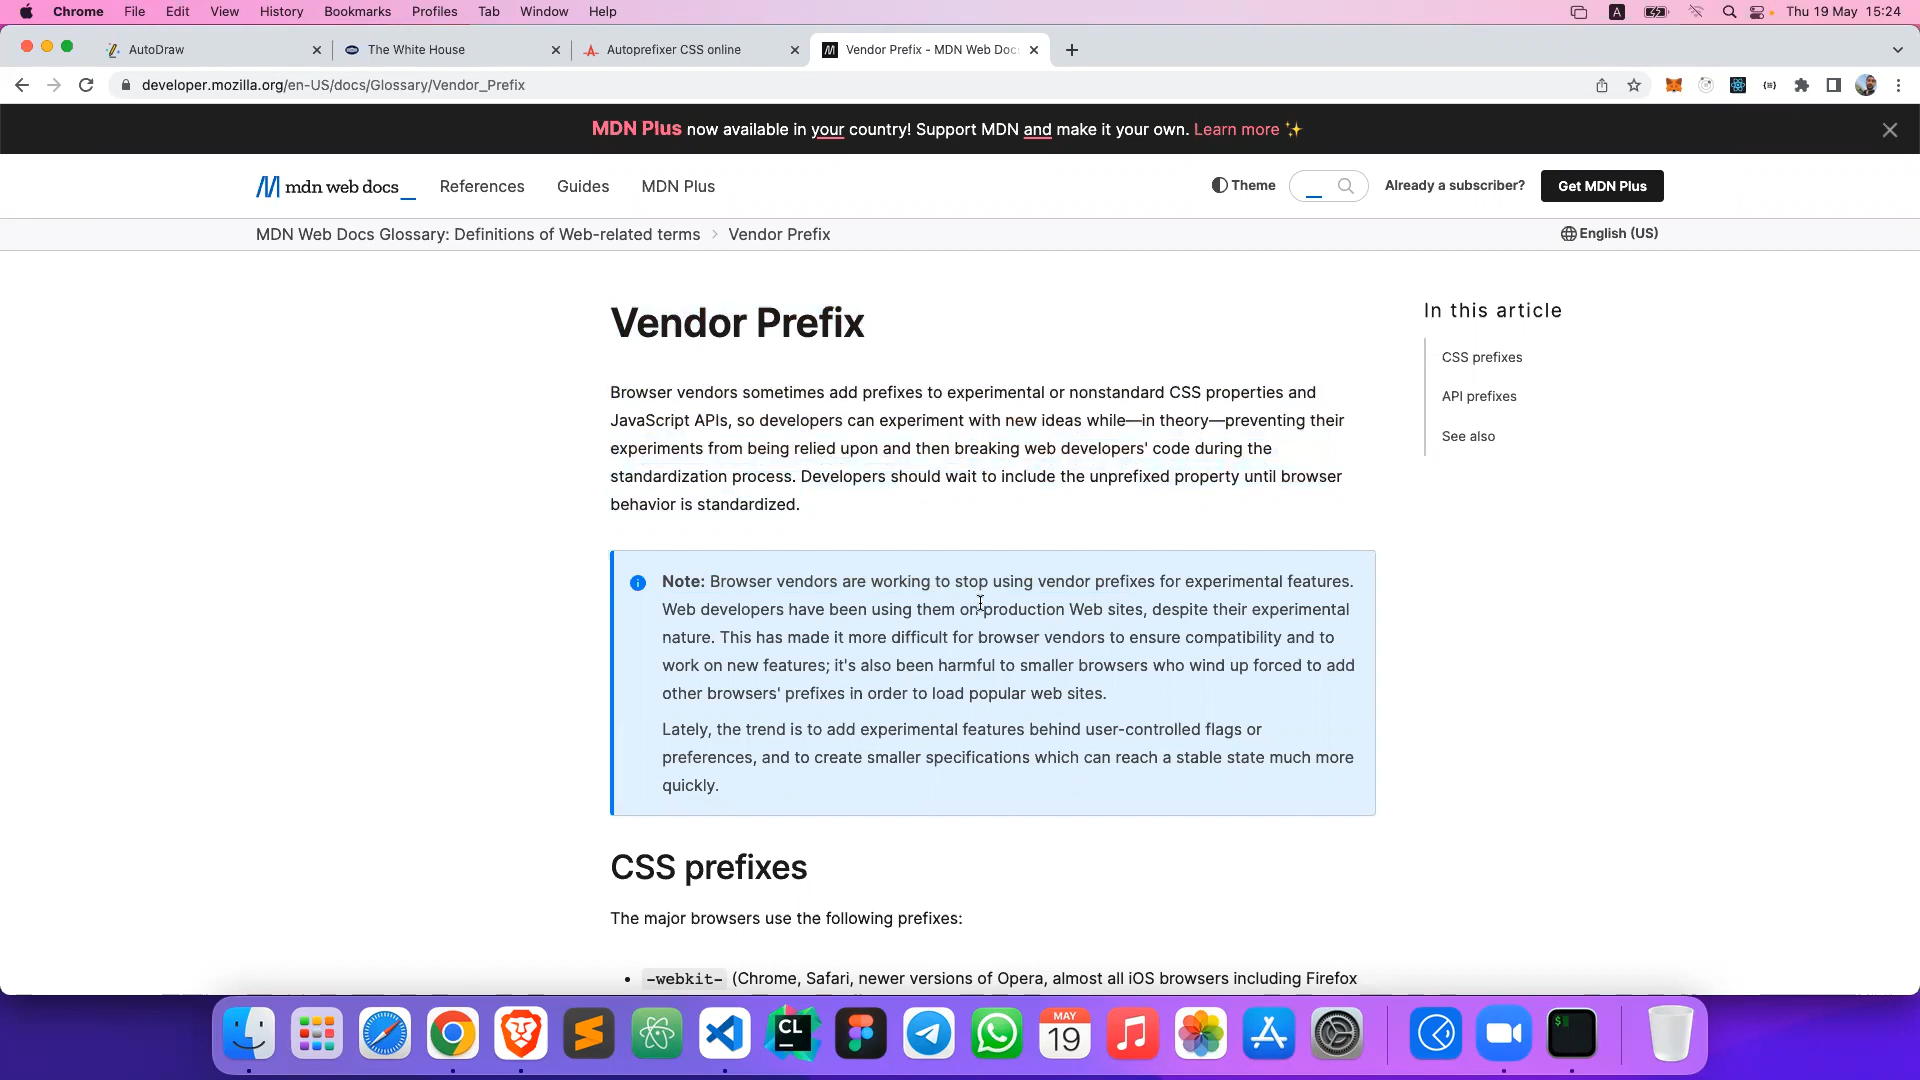 Chrome File Edit View History Bookmarks Profiles Tab Window Help A Thu 19 May 15:24
AutoDraw The White House Autoprefixer CSS online Vendor Prefix - MDN Web Doc
developer.mozilla.org/en-US/docs/Glossary/Vendor_Prefix
MDN Plus now available in your country! Support MDN and make it your own. Learn more ✨
mdn web docs_ References Guides MDN Plus Theme Already a subscriber? Get MDN Plus
MDN Web Docs Glossary: Definitions of Web-related terms > Vendor Prefix English (US)
Vendor Prefix
In this article
CSS prefixes
API prefixes
See also
Browser vendors sometimes add prefixes to experimental or nonstandard CSS properties and
JavaScript APIs, so developers can experiment with new ideas while—in theory—preventing their
experiments from being relied upon and then breaking web developers' code during the
standardization process. Developers should wait to include the unprefixed property until browser
behavior is standardized.
Note: Browser vendors are working to stop using vendor prefixes for experimental features.
Web developers have been using them on production Web sites, despite their experimental
nature. This has made it more difficult for browser vendors to ensure compatibility and to
work on new features; it's also been harmful to smaller browsers who wind up forced to add
other browsers' prefixes in order to load popular web sites.
Lately, the trend is to add experimental features behind user-controlled flags or
preferences, and to create smaller specifications which can reach a stable state much more
quickly.
CSS prefixes
The major browsers use the following prefixes:
• -webkit- (Chrome, Safari, newer versions of Opera, almost all iOS browsers including Firefox
CL
MAY
19
$